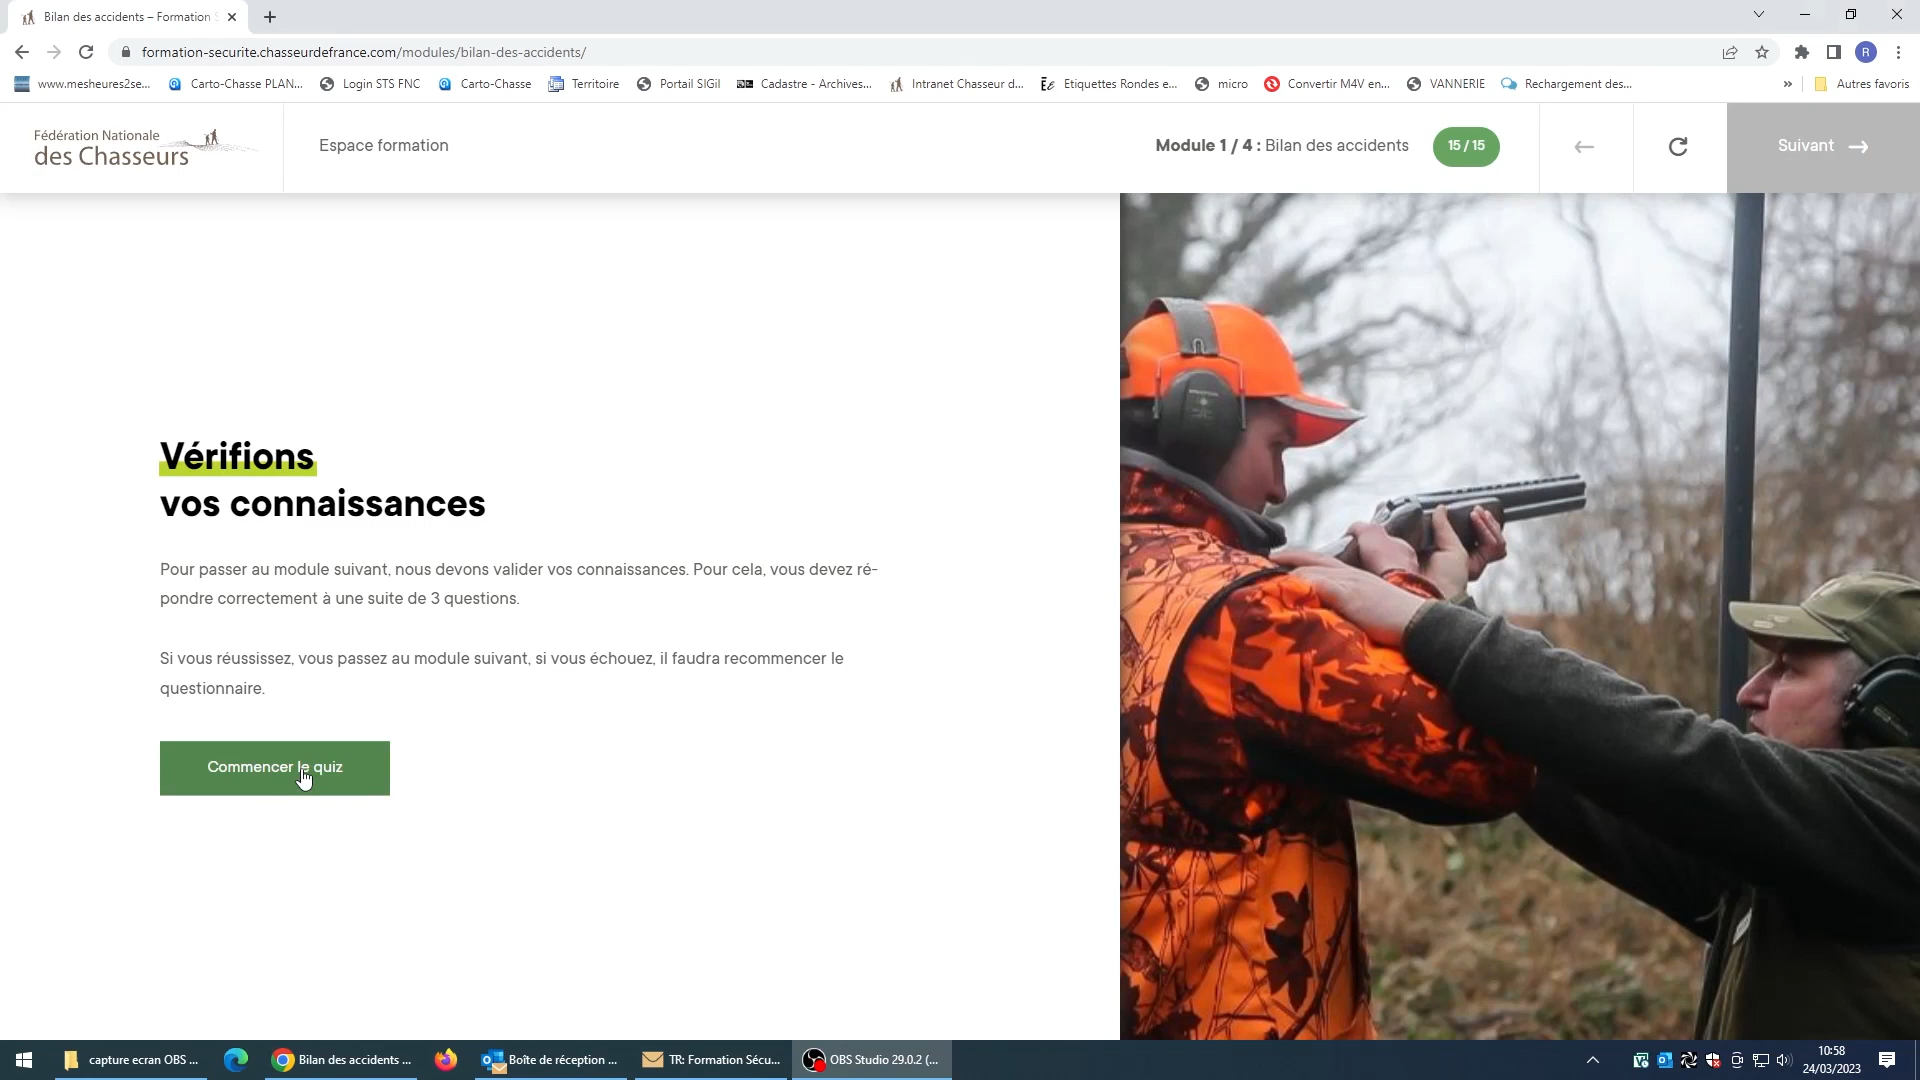 Bilan des accidents – Formation S
formation-securite.chasseurdefrance.com/modules/bilan-des-accidents/
R
www.mesheures2se... Carto-Chasse PLAN... Login STS FNC Carto-Chasse Territoire Portail SIGil Cadastre - Archives... Intranet Chasseur d... Etiquettes Rondes e... micro Convertir M4V en... VANNERIE Rechargement des... » Autres favoris
Fédération Nationale
des Chasseurs
Espace formation
Module 1 / 4 : Bilan des accidents
15 / 15
Suivant
Vérifions
vos connaissances
Pour passer au module suivant, nous devons valider vos connaissances. Pour cela, vous devez ré-
pondre correctement à une suite de 3 questions.
Si vous réussissez, vous passez au module suivant, si vous échouez, il faudra recommencer le
questionnaire.
Commencer le quiz
capture ecran OBS ... Bilan des accidents ... Boîte de réception ... TR: Formation Sécu... OBS Studio 29.0.2 (...
10:58
24/03/2023